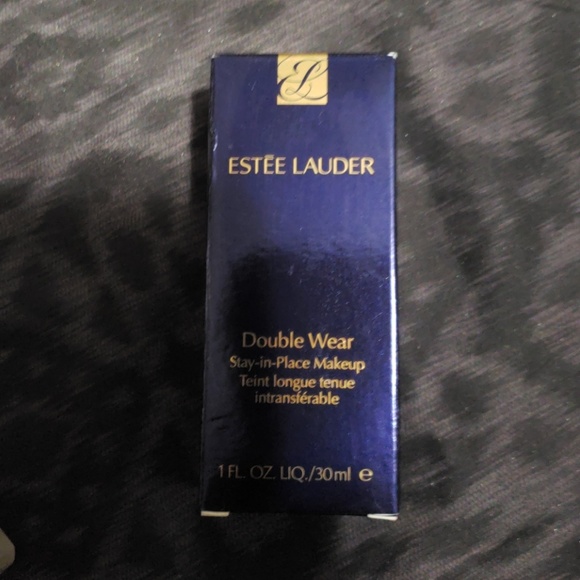 EL
ESTĒE LAUDER
Double Wear
Stay-in-Place Makeup
Teint longue tenue
intransférable
1 FL. OZ. LIQ./30ml e